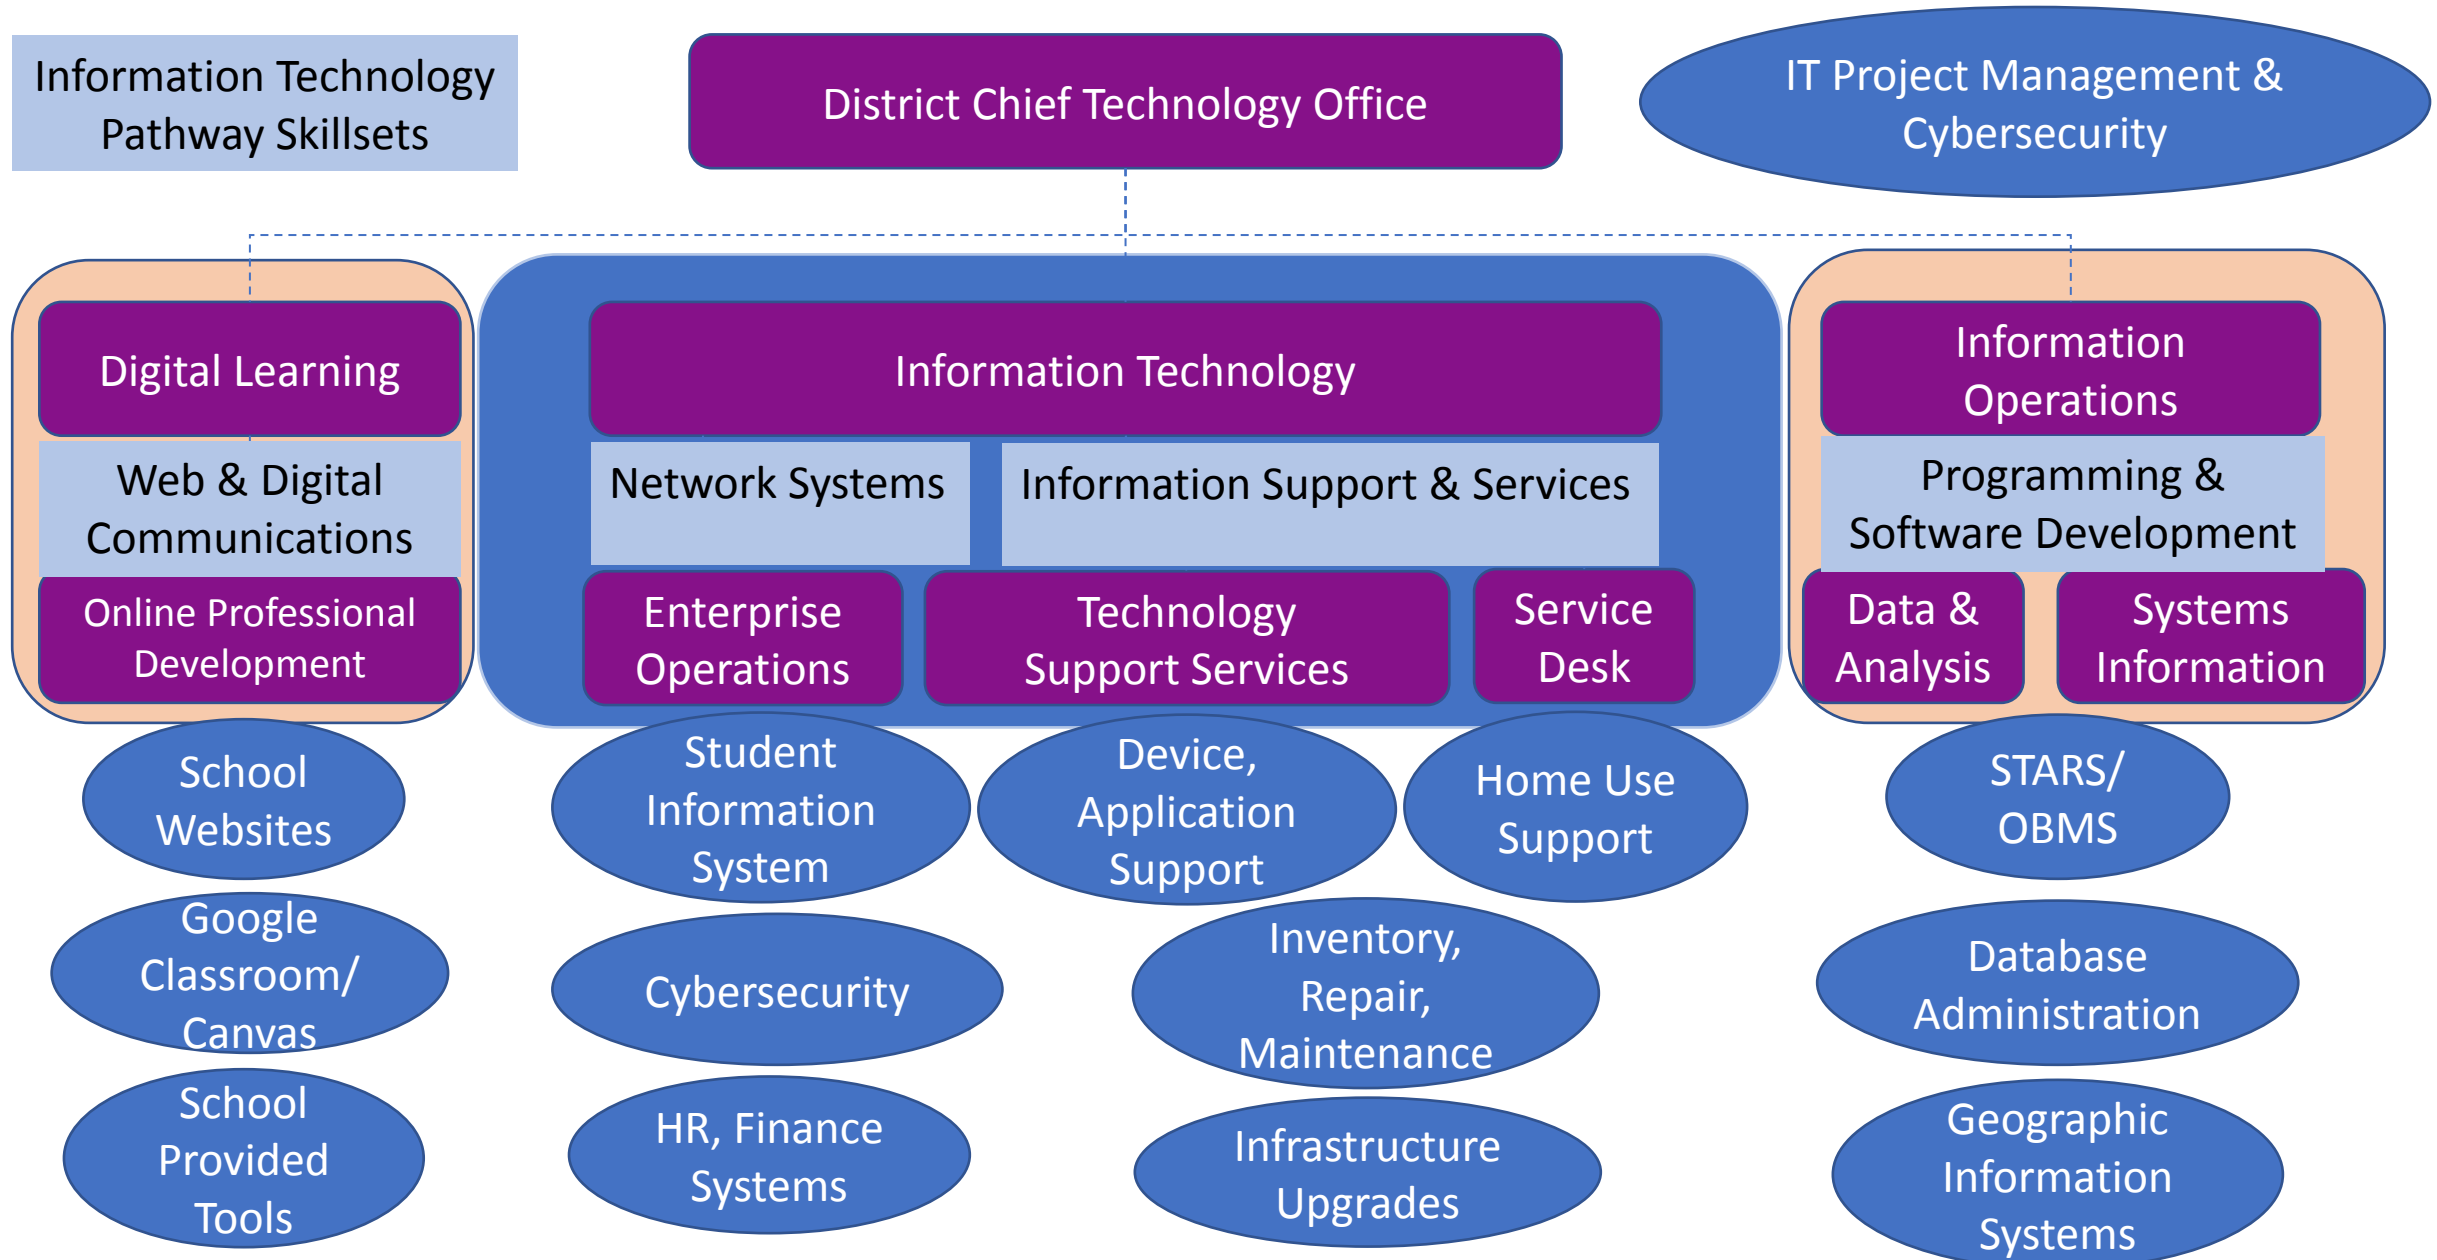 Information Technology
Pathway Skillsets
District Chief Technology Office
IT Project Management &
Cybersecurity
Digital Learning
Information Technology
Information
Operations
Web & Digital
Communications
Network Systems
Information Support & Services
Programming &
Software Development
Online Professional
Development
Enterprise
Operations
Technology
Support Services
Service
Desk
Data &
Analysis
Systems
Information
School
Websites
Student
Information
System
Device,
Application
Support
Home Use
Support
STARS/
OBMS
Google
Classroom/
Canvas
Cybersecurity
Inventory,
Repair,
Maintenance
Database
Administration
School
Provided
Tools
HR, Finance
Systems
Infrastructure
Upgrades
Geographic
Information
Systems